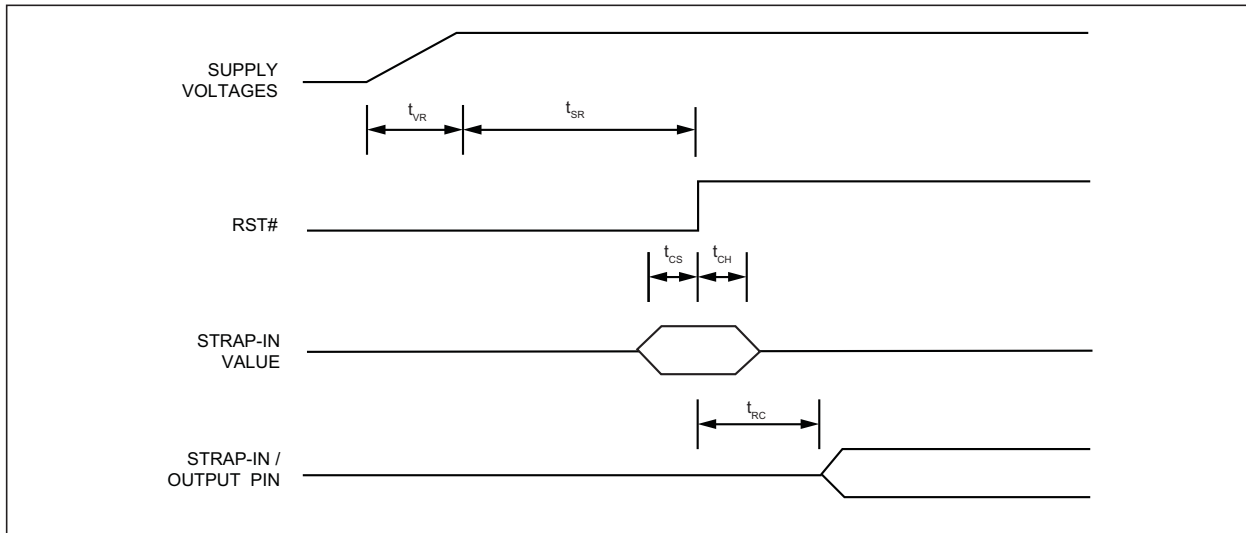 SUPPLY
VOLTAGES
tVR
tSR
RST#
tCS
tCH
STRAP-IN
VALUE
tRC
STRAP-IN /
OUTPUT PIN